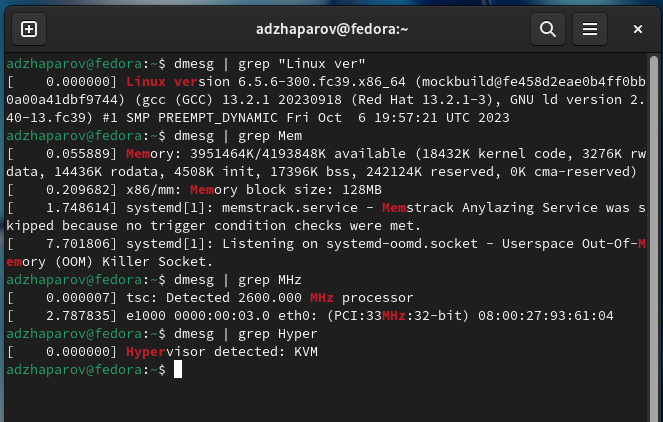 adzhaparov@fedora:~
adzhaparov@fedora:~$ dmesg | grep "Linux ver"
[    0.000000] Linux version 6.5.6-300.fc39.x86_64 (mockbuild@fe458d2eae0b4ff0bb
0a00a41dbf9744) (gcc (GCC) 13.2.1 20230918 (Red Hat 13.2.1-3), GNU ld version 2.
40-13.fc39) #1 SMP PREEMPT_DYNAMIC Fri Oct  6 19:57:21 UTC 2023
adzhaparov@fedora:~$ dmesg | grep Mem
[    0.055889] Memory: 3951464K/4193848K available (18432K kernel code, 3276K rw
data, 14436K rodata, 4508K init, 17396K bss, 242124K reserved, 0K cma-reserved)
[    0.209682] x86/mm: Memory block size: 128MB
[    1.748614] systemd[1]: memstrack.service - Memstrack Anylazing Service was s
kipped because no trigger condition checks were met.
[    7.701806] systemd[1]: Listening on systemd-oomd.socket - Userspace Out-Of-M
emory (OOM) Killer Socket.
adzhaparov@fedora:~$ dmesg | grep MHz
[    0.000007] tsc: Detected 2600.000 MHz processor
[    2.787835] e1000 0000:00:03.0 eth0: (PCI:33MHz:32-bit) 08:00:27:93:61:04
adzhaparov@fedora:~$ dmesg | grep Hyper
[    0.000000] Hypervisor detected: KVM
adzhaparov@fedora:~$